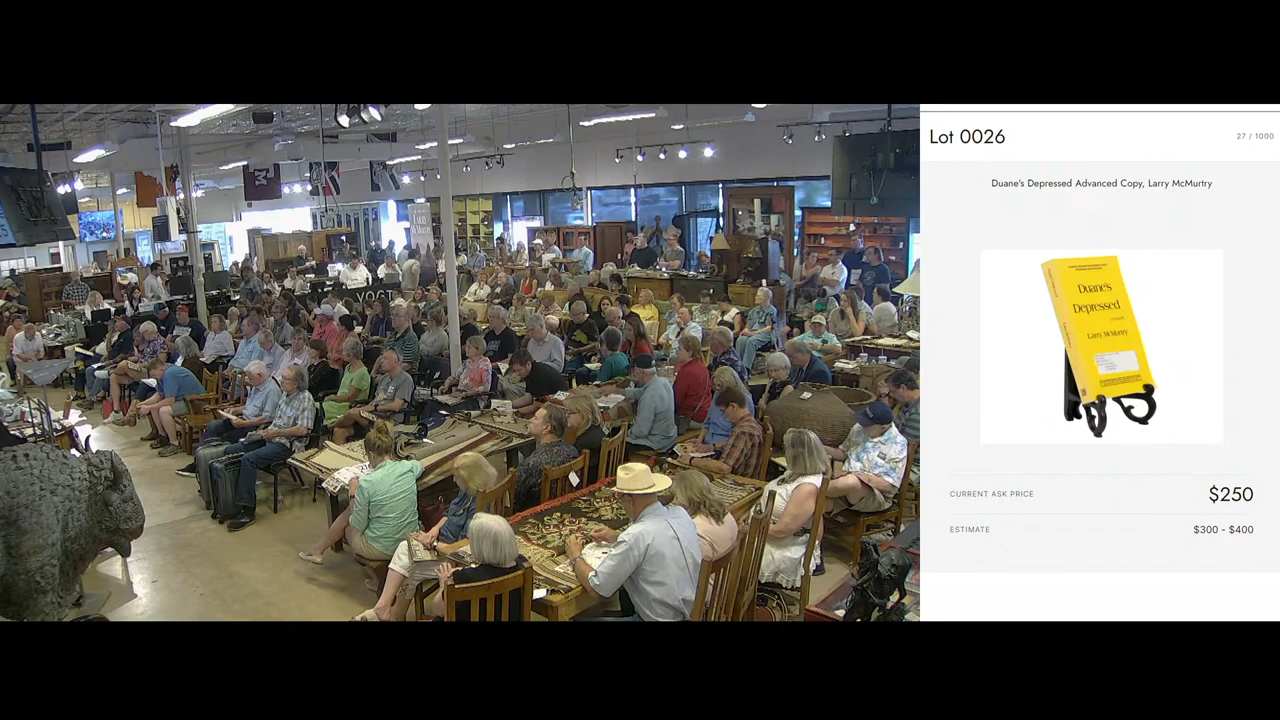 VOGT
Lot 0026
27 / 1000
Duane's Depressed Advanced Copy, Larry McMurtry
Duane's
Depressed
Larry McMurtry
CURRENT ASK PRICE
$250
ESTIMATE
$300 - $400